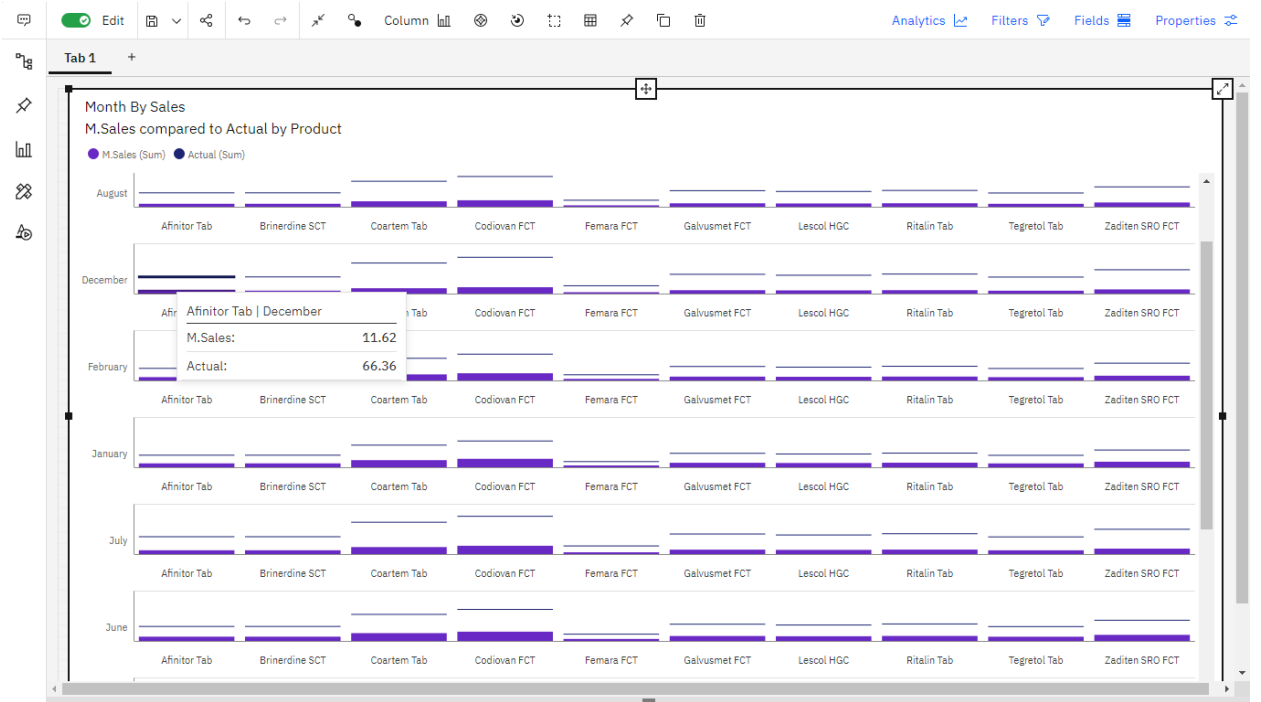 Edit Column Analytics Filters Fields Properties
Tab 1 +
Month By Sales
M.Sales compared to Actual by Product
M.Sales (Sum) Actual (Sum)
August
Afinitor Tab Brinerdine SCT Coartem Tab Codiovan FCT Femara FCT Galvusmet FCT Lescol HGC Ritalin Tab Tegretol Tab Zaditen SRO FCT
December
Afin Tab Codiovan FCT Femara FCT Galvusmet FCT Lescol HGC Ritalin Tab Tegretol Tab Zaditen SRO FCT
Afinitor Tab | December
M.Sales: 11.62
Actual: 66.36
February
Afinitor Tab Brinerdine SCT Coartem Tab Codiovan FCT Femara FCT Galvusmet FCT Lescol HGC Ritalin Tab Tegretol Tab Zaditen SRO FCT
January
Afinitor Tab Brinerdine SCT Coartem Tab Codiovan FCT Femara FCT Galvusmet FCT Lescol HGC Ritalin Tab Tegretol Tab Zaditen SRO FCT
July
Afinitor Tab Brinerdine SCT Coartem Tab Codiovan FCT Femara FCT Galvusmet FCT Lescol HGC Ritalin Tab Tegretol Tab Zaditen SRO FCT
June
Afinitor Tab Brinerdine SCT Coartem Tab Codiovan FCT Femara FCT Galvusmet FCT Lescol HGC Ritalin Tab Tegretol Tab Zaditen SRO FCT